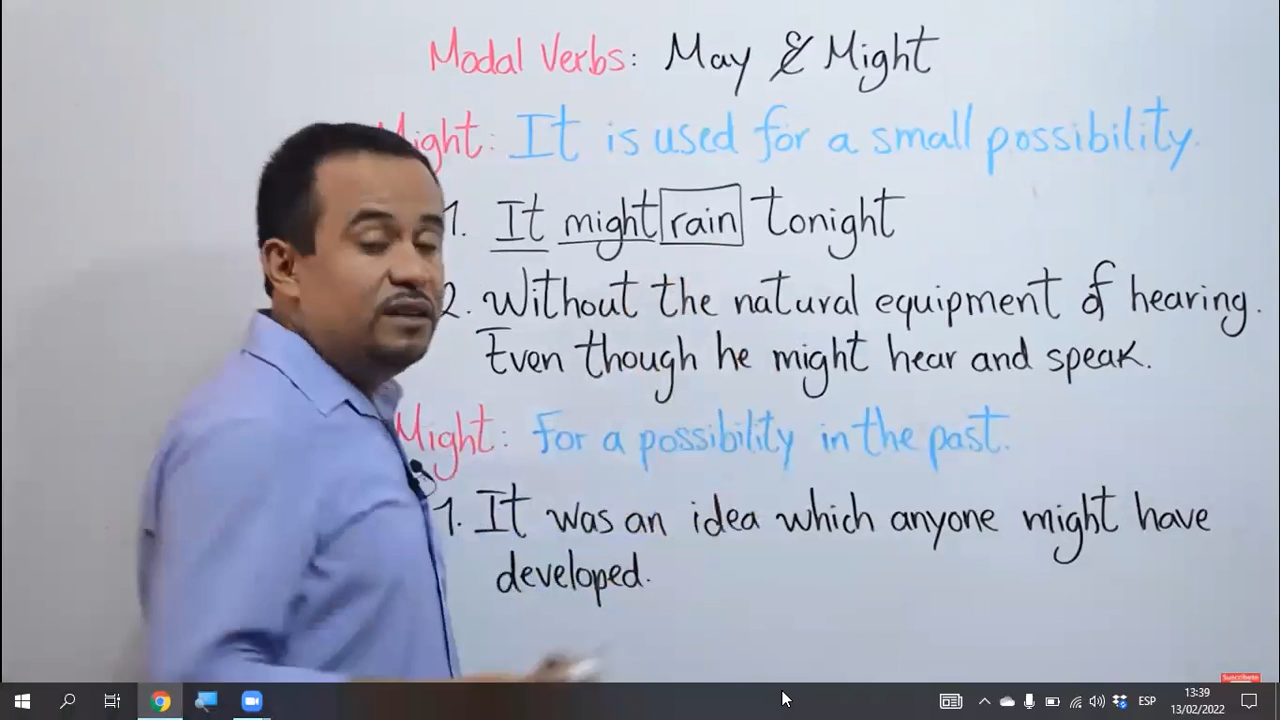 Modal Verbs: May & Might
Might: It is used for a small possibility.
1. It might rain tonight
2. Without the natural equipment of hearing.
Even though he might hear and speak.
Might: For a possibility in the past.
1. It was an idea which anyone might have
developed.
Suscríbete
ESP
13:39
13/02/2022